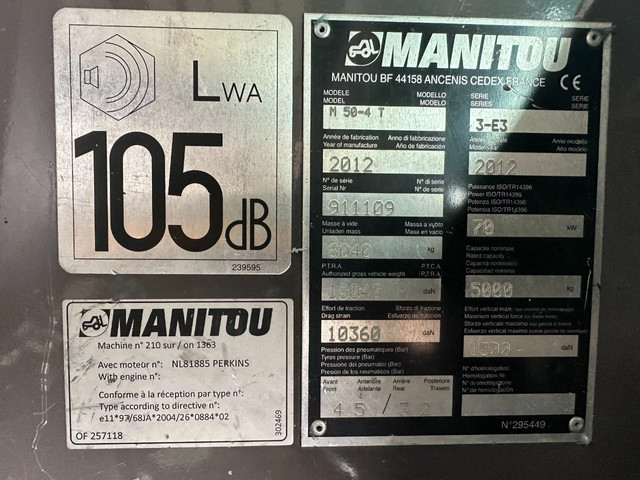 LWA
105dB
239595
MANITOU
Machine n° 210 sur / on 1363
Avec moteur n°: NL81885 PERKINS
With engine n°:
Conforme à la réception par type n°:
Type according to directive n°:
e11*97/68JA*2004/26*0884*02
OF 257118
302469
MANITOU
MANITOU BF 44158 ANCENIS CEDEX FRANCE
CE
MODELE MODELLO
MODEL MODELO
M 50-4 T
SERIE SERIE
SERIES SERIE
3-E3
Année de fabrication Anno di fabbricazione
Year of manufacture Año de fabricación
2012
Année modèle Anno modello
Model year Año modelo
2012
N° de série N° di serie
Serial Nr N° de serie
911109
Puissance ISO/TR14396
Power ISO/TR14396
Potenza ISO/TR14396
Potencia ISO/TR14396
70 kW
Masse à vide Massa a vuoto
Unladen mass Masa en vacío
kg
Capacité nominale
Rated capacity
Capacità nominale
Capacidad nominal
5000 kg
P.T.R.A. P.T.C.A.
Authorized gross vehicle weight P.T.R.A.
daN
Effort de traction Sforzo di trazione
Drag strain Esfuerzo de
10360 daN
Effort vertical
Maximum vertical force
Sforzo verticale massimo
Esfuerzo vertical máximo
daN
Pression des pneumatiques (Bar)
Tyres pressure (Bar)
Pressione dei pneumatici (Bar)
Presión de los neumáticos (Bar)
Avant Anteriore Arrière Posteriore
Front Adelante Rear Trasero
N° d'homologation
Homologation Nr
N° di omologazione
N° de homologación
N°295449